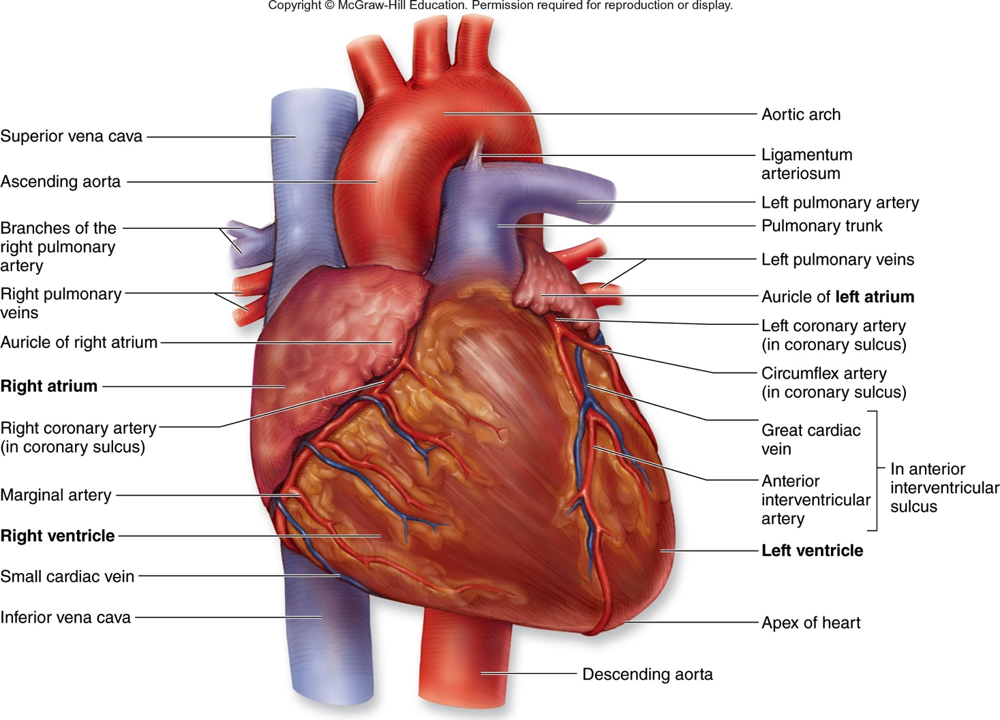 Copyright © McGraw-Hill Education. Permission required for reproduction or display.
Superior vena cava
Ascending aorta
Branches of the
right pulmonary
artery
Right pulmonary
veins
Auricle of right atrium
Right atrium
Right coronary artery
(in coronary sulcus)
Marginal artery
Right ventricle
Small cardiac vein
Inferior vena cava
Aortic arch
Ligamentum
arteriosum
Left pulmonary artery
Pulmonary trunk
Left pulmonary veins
Auricle of left atrium
Left coronary artery
(in coronary sulcus)
Circumflex artery
(in coronary sulcus)
Great cardiac
vein
Anterior
interventricular
artery
In anterior
interventricular
sulcus
Left ventricle
Apex of heart
Descending aorta